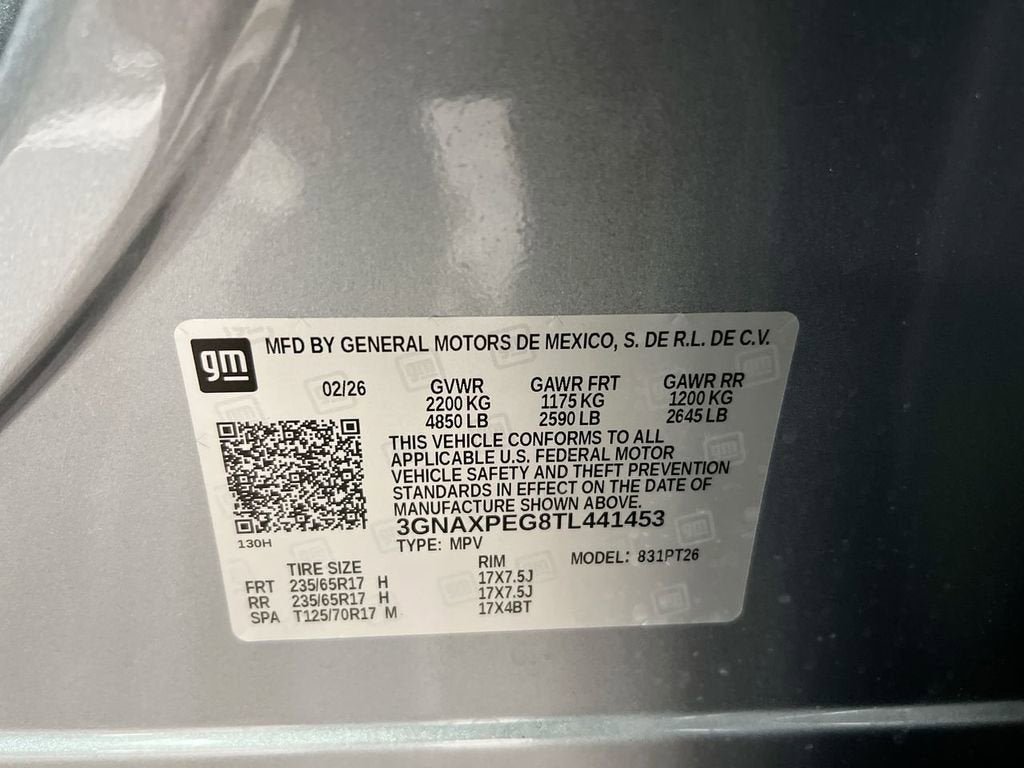 gm MFD BY GENERAL MOTORS DE MEXICO, S. DE R.L. DE C.V.
02/26 GVWR GAWR FRT GAWR RR
2200 KG 1175 KG 1200 KG
4850 LB 2590 LB 2645 LB
THIS VEHICLE CONFORMS TO ALL
APPLICABLE U.S. FEDERAL MOTOR
VEHICLE SAFETY AND THEFT PREVENTION
STANDARDS IN EFFECT ON THE DATE OF
MANUFACTURE SHOWN ABOVE.
3GNAXPEG8TL441453
130H
TYPE: MPV MODEL: 831PT26
TIRE SIZE RIM
FRT 235/65R17 H 17X7.5J
RR 235/65R17 H 17X7.5J
SPA T125/70R17 M 17X4BT